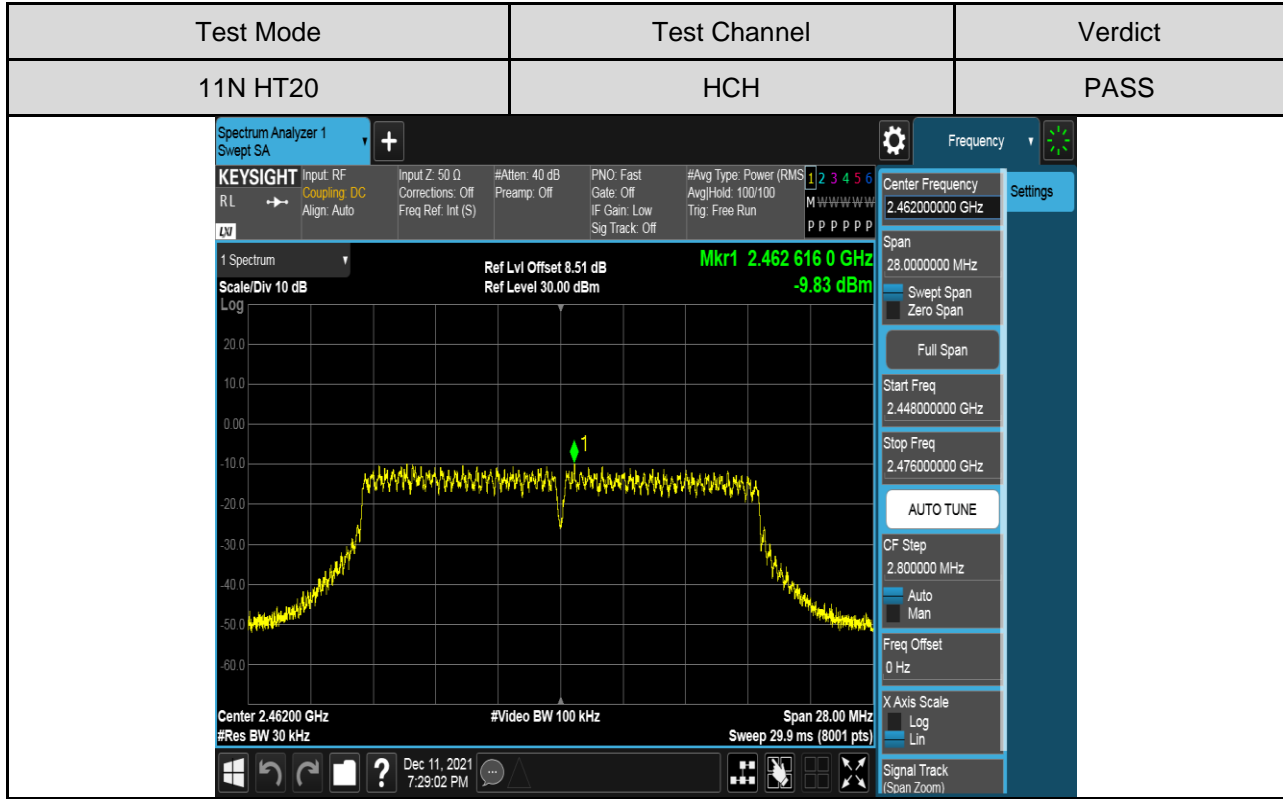 Test Mode Test Channel Verdict
11N HT20 HCH PASS
Spectrum Analyzer 1
Swept SA
+
Frequency
KEYSIGHT
RL
LXI
Input: RF
Coupling: DC
Align: Auto
Input Z: 50 Ω
Corrections: Off
Freq Ref: Int (S)
#Atten: 40 dB
Preamp: Off
PNO: Fast
Gate: Off
IF Gain: Low
Sig Track: Off
#Avg Type: Power (RMS
Avg|Hold: 100/100
Trig: Free Run
1 2 3 4 5 6
M W W W W W
P P P P P P
1 Spectrum
Scale/Div 10 dB
Ref Lvl Offset 8.51 dB
Ref Level 30.00 dBm
Mkr1 2.462 616 0 GHz
-9.83 dBm
Log
20.0
10.0
0.00
-10.0
-20.0
-30.0
-40.0
-50.0
-60.0
1
Center 2.46200 GHz
#Res BW 30 kHz
#Video BW 100 kHz
Span 28.00 MHz
Sweep 29.9 ms (8001 pts)
Dec 11, 2021
7:29:02 PM
?
Center Frequency
2.462000000 GHz
Settings
Span
28.0000000 MHz
Swept Span
Zero Span
Full Span
Start Freq
2.448000000 GHz
Stop Freq
2.476000000 GHz
AUTO TUNE
CF Step
2.800000 MHz
Auto
Man
Freq Offset
0 Hz
X Axis Scale
Log
Lin
Signal Track
(Span Zoom)